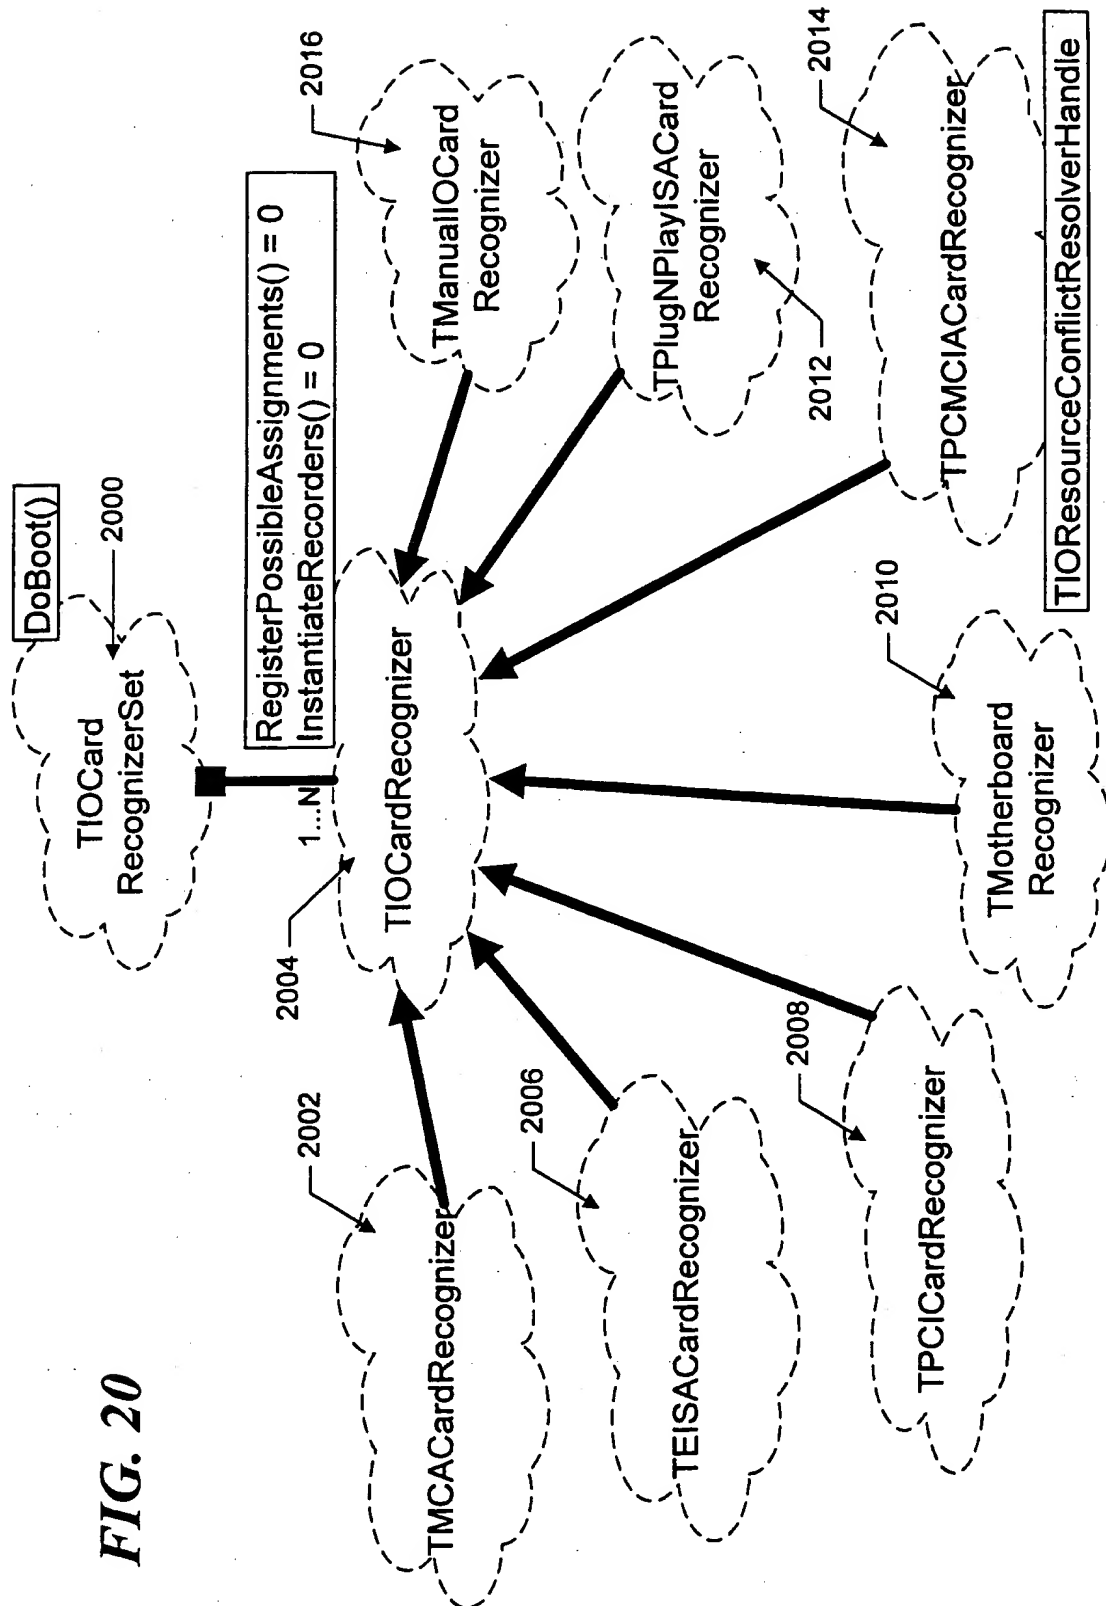 FIG. 20
DoBoot()
2000
TIOCard
RecognizerSet
RegisterPossibleAssignments() = 0
InstantiateRecorders() = 0
1...N
2004
TIOCardRecognizer
2002
TMCACardRecognizer
2016
TManualIOCard
Recognizer
2006
TEISACardRecognizer
TPlugNPlayISACard
Recognizer
2012
2008
TPCICardRecognizer
2010
TMotherboard
Recognizer
2014
TPCMCIACardRecognizer
TIOResourceConflictResolverHandle